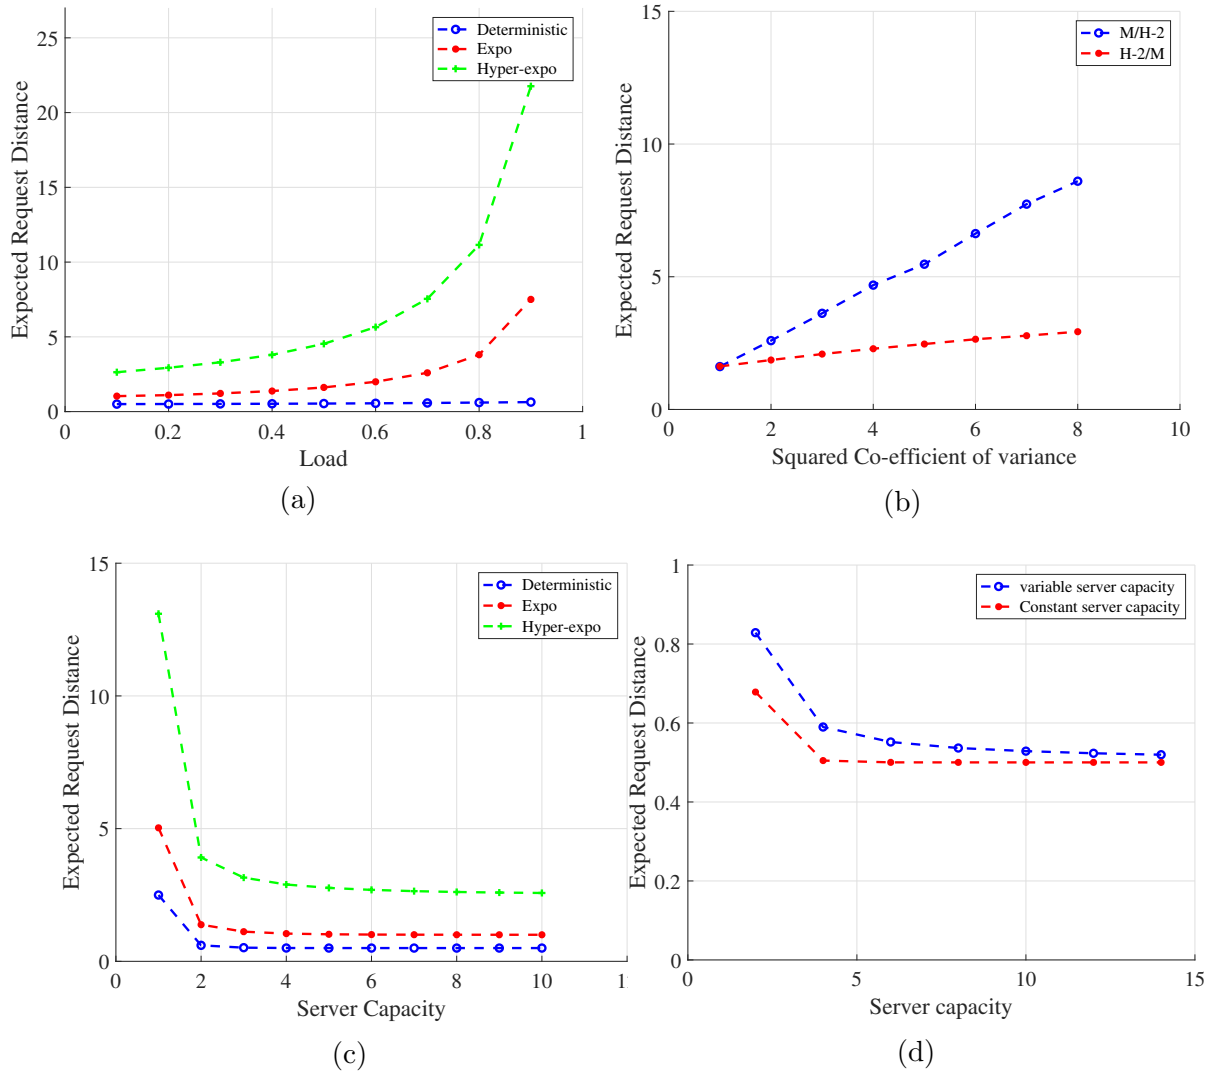 Expected Request Distance
25
20
15
10
5
0
0
0.2
0.4
0.6
0.8
1
Load
Deterministic
Expo
Hyper-expo
(a)
Expected Request Distance
15
10
5
0
0
2
4
6
8
10
Squared Co-efficient of variance
M/H-2
H-2/M
(b)
Expected Request Distance
15
10
5
0
0
2
4
6
8
10
Server Capacity
Deterministic
Expo
Hyper-expo
(c)
Expected Request Distance
1
0.8
0.6
0.4
0.2
0
0
5
10
15
Server capacity
variable server capacity
Constant server capacity
(d)